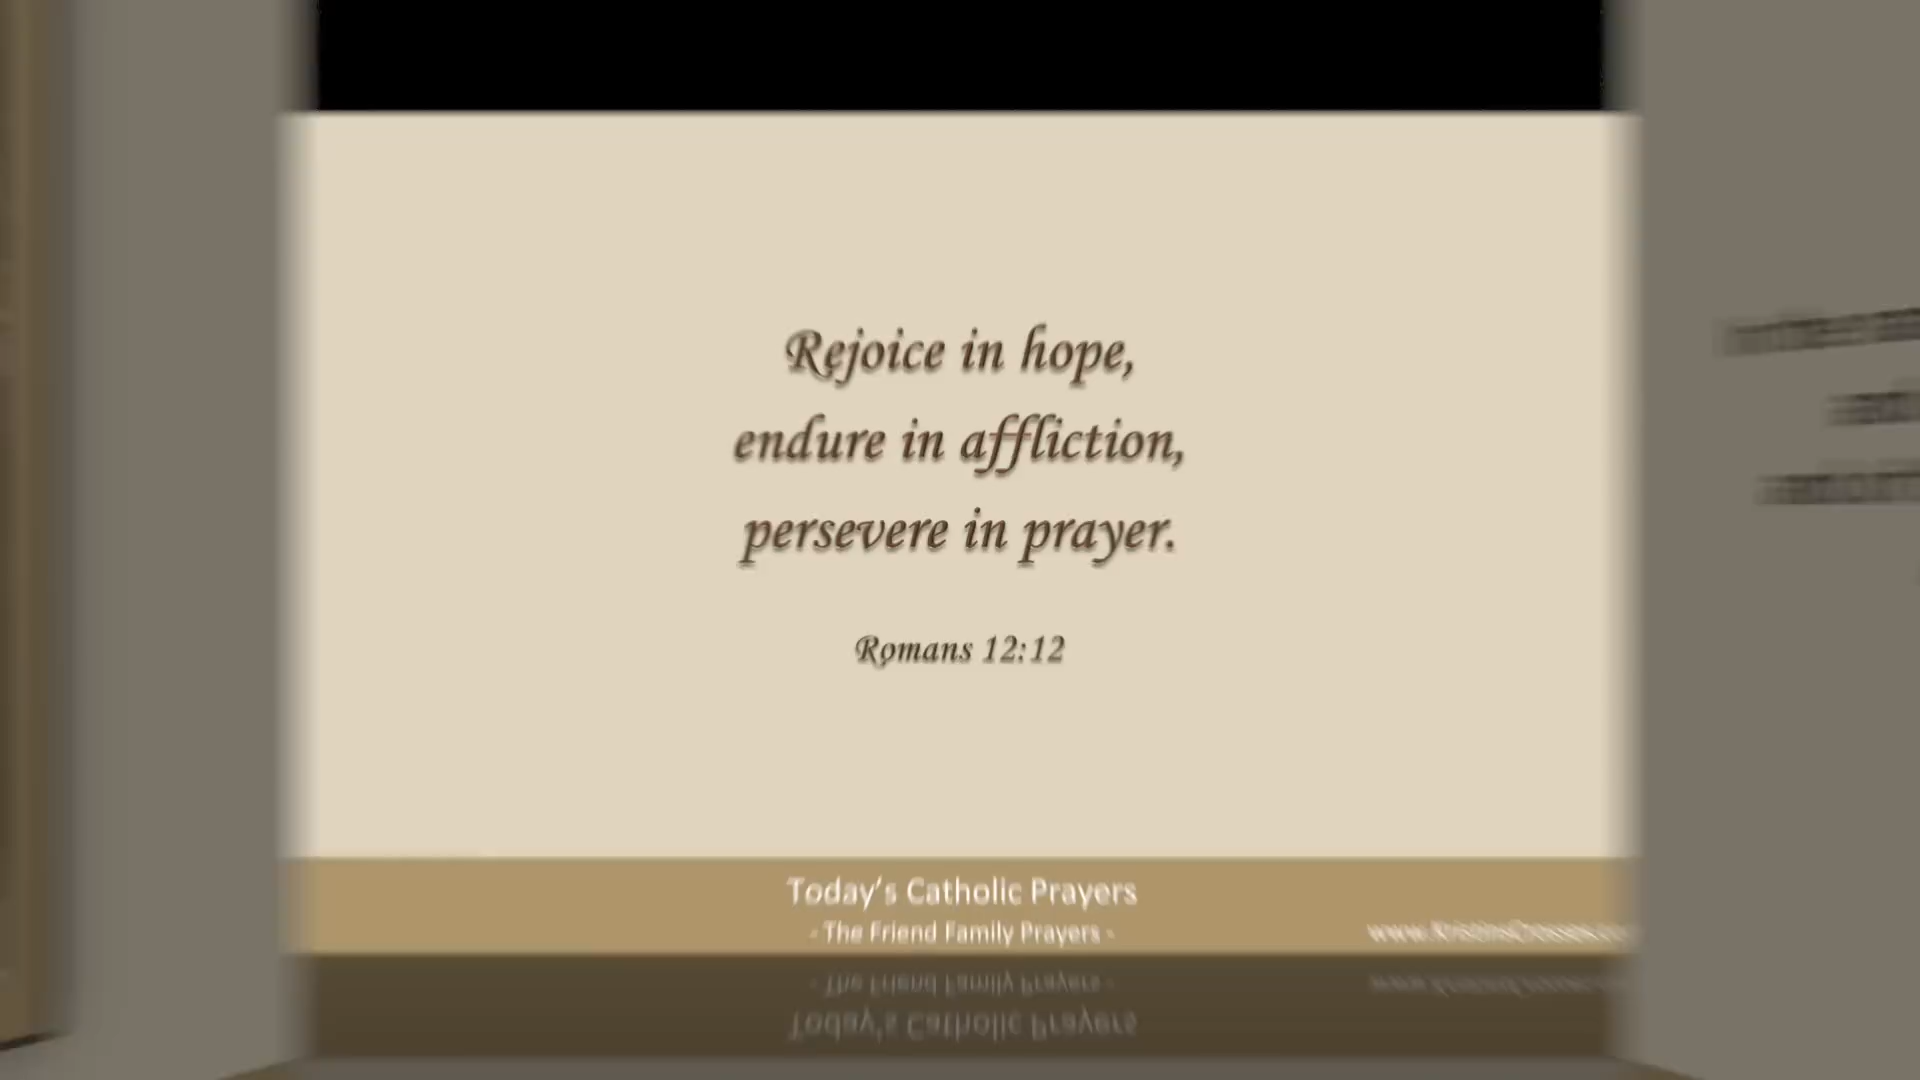 Rejoice in hope,
endure in affliction,
persevere in prayer.
Romans 12:12
Today's Catholic Prayers
- The Friend Family Prayers -